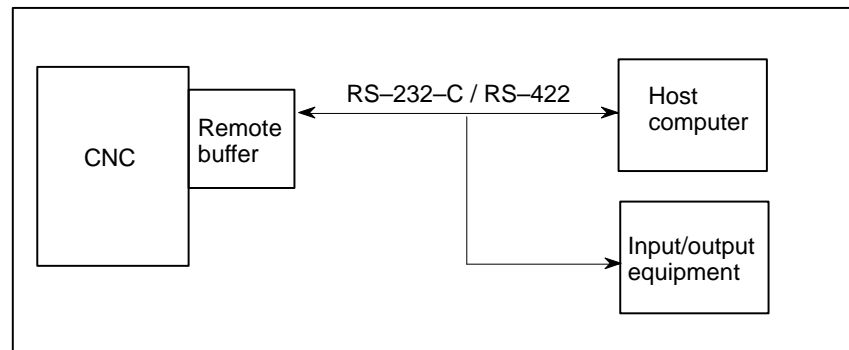 RS–232–C / RS–422
Host
computer
Remote
buffer
CNC
Input/output
equipment